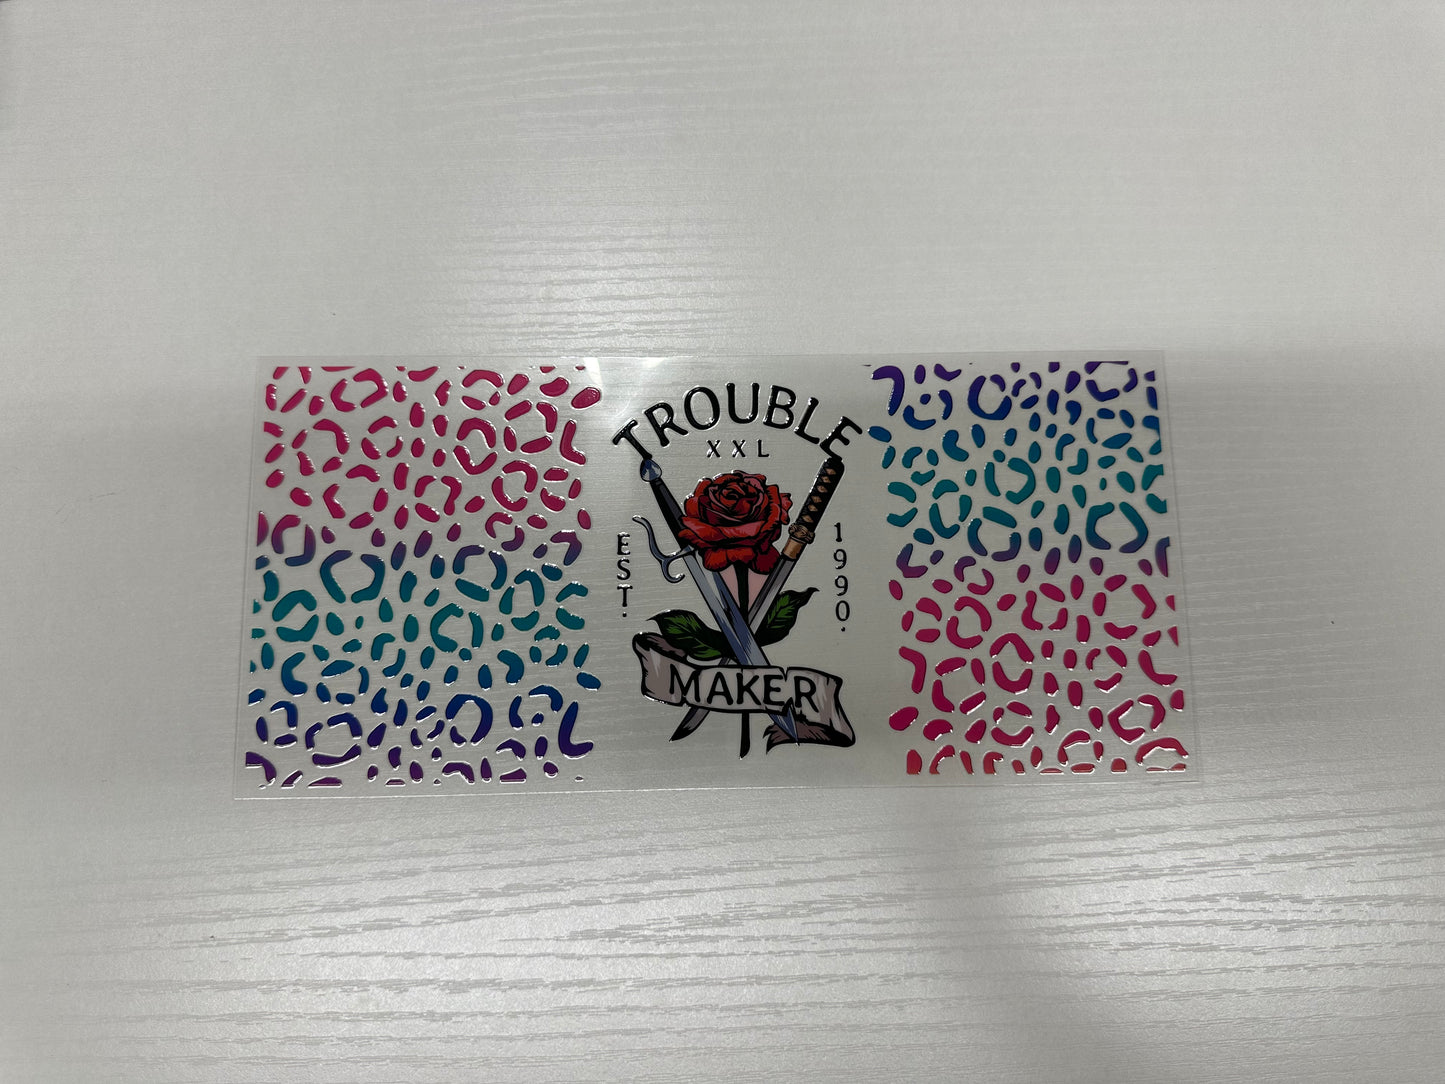 TROUBLE
XXL
EST.
1990.
MAKER